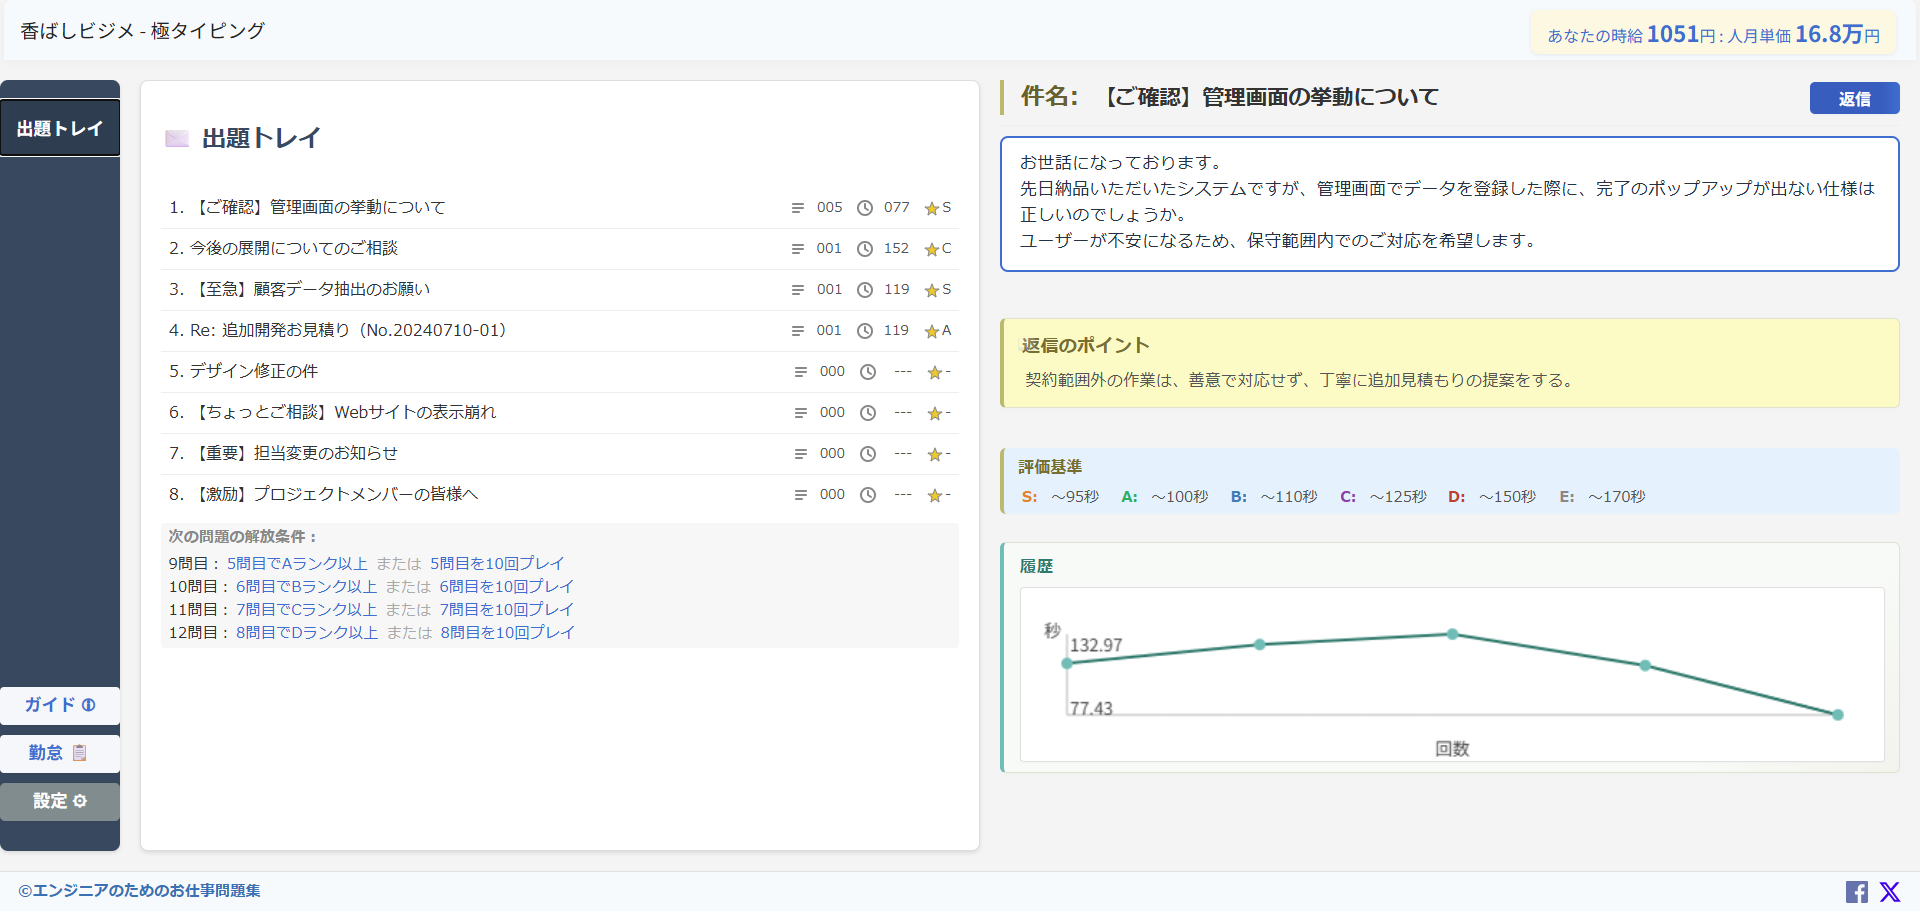 香ばしビジメ - 極タイピング
あなたの時給 1051円 : 人月単価 16.8万円
出題トレイ
ガイド
勤怠
設定
出題トレイ
1. 【ご確認】管理画面の挙動について 005 077 S
2. 今後の展開についてのご相談 001 152 C
3. 【至急】顧客データ抽出のお願い 001 119 S
4. Re: 追加開発お見積り（No.20240710-01） 001 119 A
5. デザイン修正の件 000 --- -
6. 【ちょっとご相談】Webサイトの表示崩れ 000 --- -
7. 【重要】担当変更のお知らせ 000 --- -
8. 【激励】プロジェクトメンバーの皆様へ 000 --- -
次の問題の解放条件：
9問目： 5問目でAランク以上 または 5問目を10回プレイ
10問目： 6問目でBランク以上 または 6問目を10回プレイ
11問目： 7問目でCランク以上 または 7問目を10回プレイ
12問目： 8問目でDランク以上 または 8問目を10回プレイ
件名: 【ご確認】管理画面の挙動について
返信
お世話になっております。
先日納品いただいたシステムですが、管理画面でデータを登録した際に、完了のポップアップが出ない仕様は
正しいのでしょうか。
ユーザーが不安になるため、保守範囲内でのご対応を希望します。
返信のポイント
契約範囲外の作業は、善意で対応せず、丁寧に追加見積もりの提案をする。
評価基準
S: ～95秒 A: ～100秒 B: ～110秒 C: ～125秒 D: ～150秒 E: ～170秒
履歴
秒
132.97
77.43
回数
©エンジニアのためのお仕事問題集